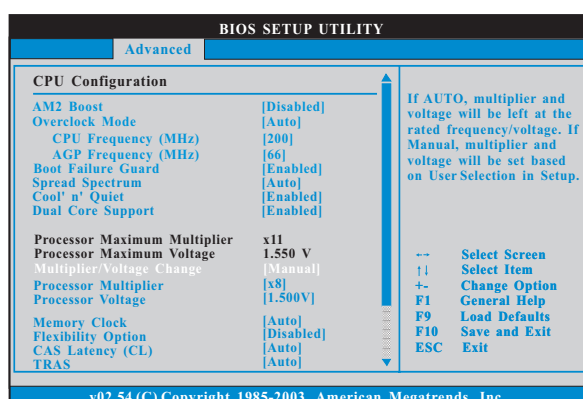 BIOS SETUP UTILITY
Advanced
CPU Configuration
AM2 Boost [Disabled]
Overclock Mode [Auto]
CPU Frequency (MHz) [200]
AGP Frequency (MHz) [66]
Boot Failure Guard [Enabled]
Spread Spectrum [Auto]
Cool' n' Quiet [Enabled]
Dual Core Support [Enabled]
Processor Maximum Multiplier x11
Processor Maximum Voltage 1.550 V
Multiplier/Voltage Change [Manual]
Processor Multiplier [x8]
Processor Voltage [1.500V]
Memory Clock [Auto]
Flexibility Option [Disabled]
CAS Latency (CL) [Auto]
TRAS [Auto]
If AUTO, multiplier and
voltage will be left at the
rated frequency/voltage. If
Manual, multiplier and
voltage will be set based
on User Selection in Setup.
←→ Select Screen
↑↓ Select Item
+- Change Option
F1 General Help
F9 Load Defaults
F10 Save and Exit
ESC Exit
v02.54 (C) Copyright 1985-2003, American Megatrends, Inc.